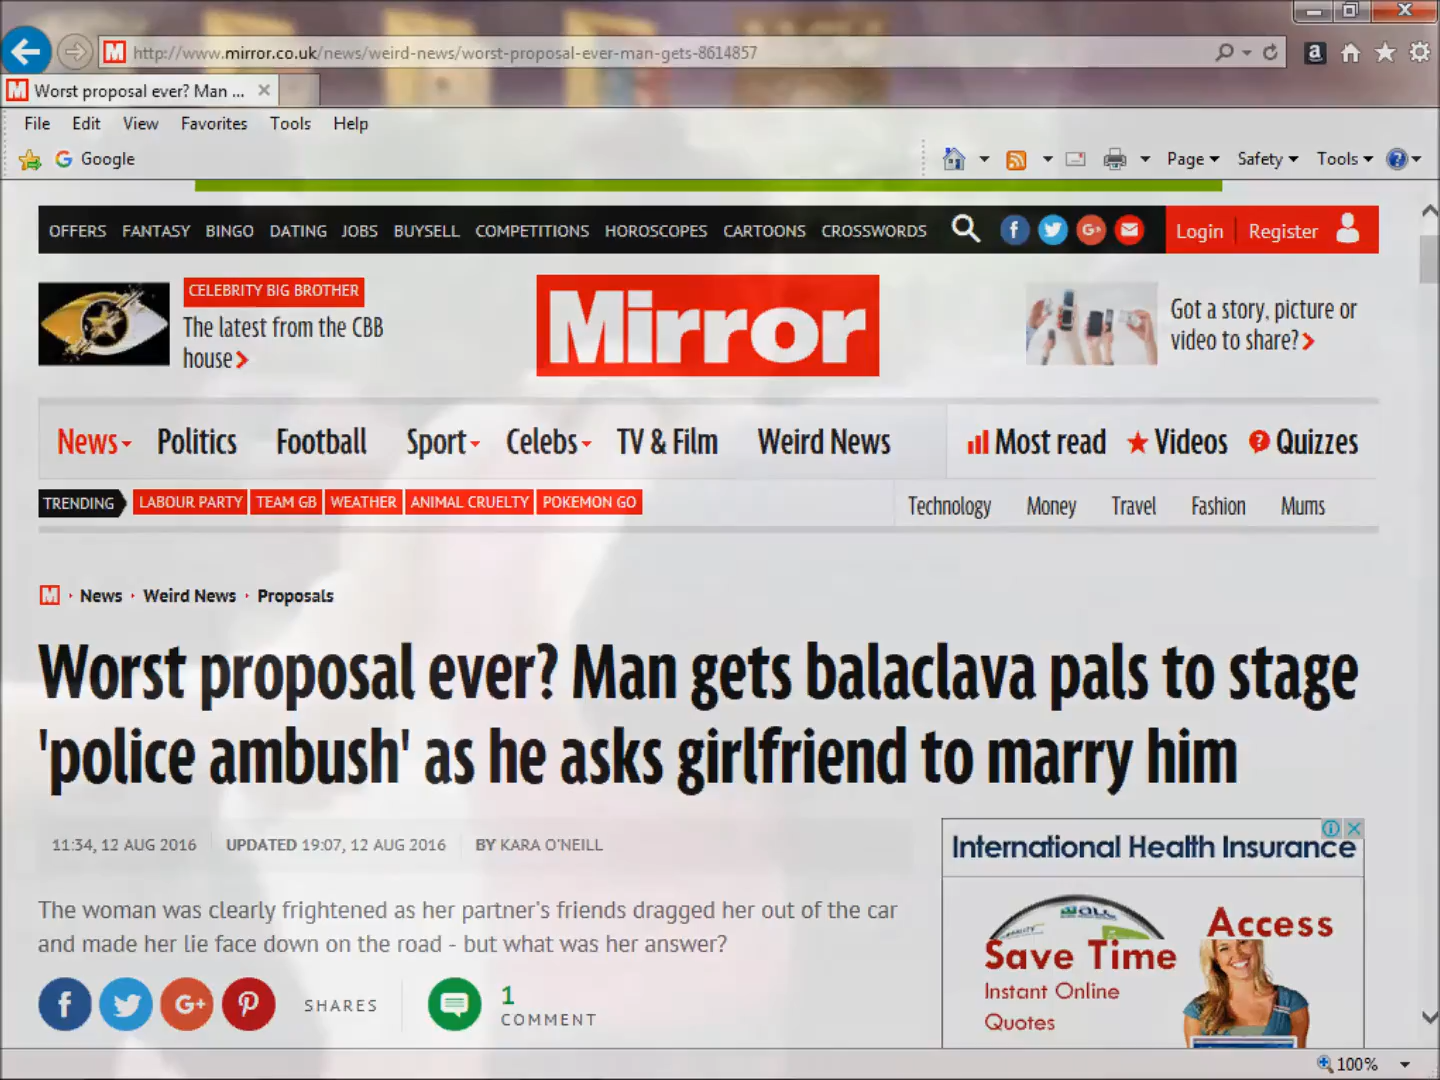 http://www.mirror.co.uk/news/weird-news/worst-proposal-ever-man-gets-8614857
M Worst proposal ever? Man ...
File Edit View Favorites Tools Help
G Google
Page Safety Tools
OFFERS FANTASY BINGO DATING JOBS BUYSELL COMPETITIONS HOROSCOPES CARTOONS CROSSWORDS Login Register
CELEBRITY BIG BROTHER
The latest from the CBB
house
Mirror
Got a story, picture or
video to share?
News Politics Football Sport Celebs TV & Film Weird News Most read Videos Quizzes
TRENDING LABOUR PARTY TEAM GB WEATHER ANIMAL CRUELTY POKEMON GO Technology Money Travel Fashion Mums
M News Weird News Proposals
Worst proposal ever? Man gets balaclava pals to stage
'police ambush' as he asks girlfriend to marry him
11:34, 12 AUG 2016 UPDATED 19:07, 12 AUG 2016 BY KARA O'NEILL
The woman was clearly frightened as her partner's friends dragged her out of the car
and made her lie face down on the road - but what was her answer?
SHARES
1
COMMENT
International Health Insurance
Access
Save Time
Instant Online
Quotes
100%